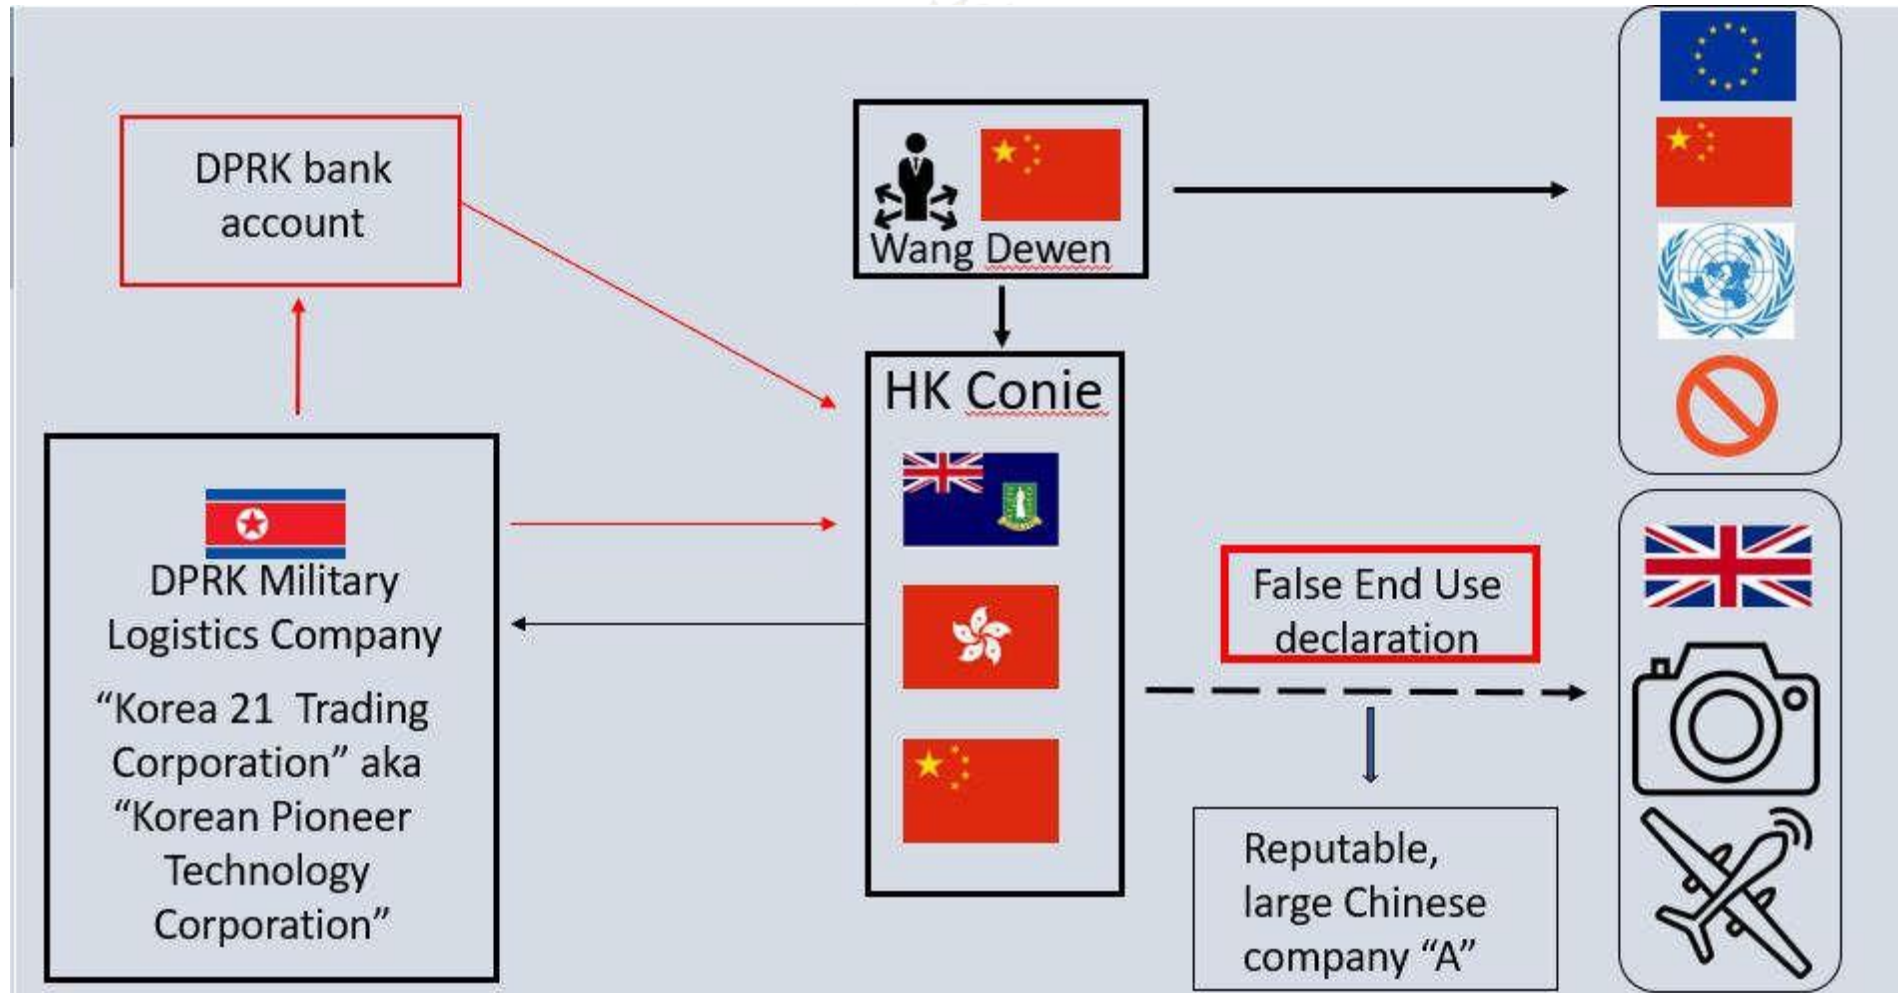 DPRK bank
account
Wang Dewen
HK Conie
DPRK Military
Logistics Company
“Korea 21 Trading
Corporation” aka
“Korean Pioneer
Technology
Corporation”
False End Use
declaration
Reputable,
large Chinese
company “A”